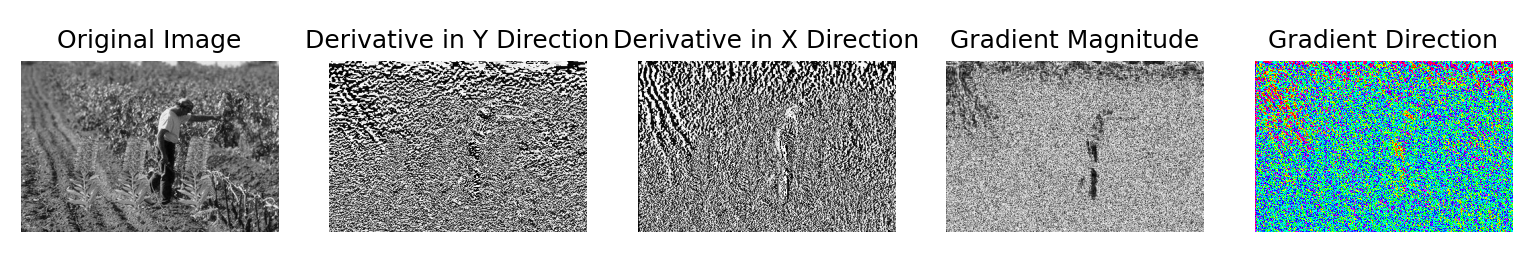 Original Image
Derivative in Y Direction
Derivative in X Direction
Gradient Magnitude
Gradient Direction